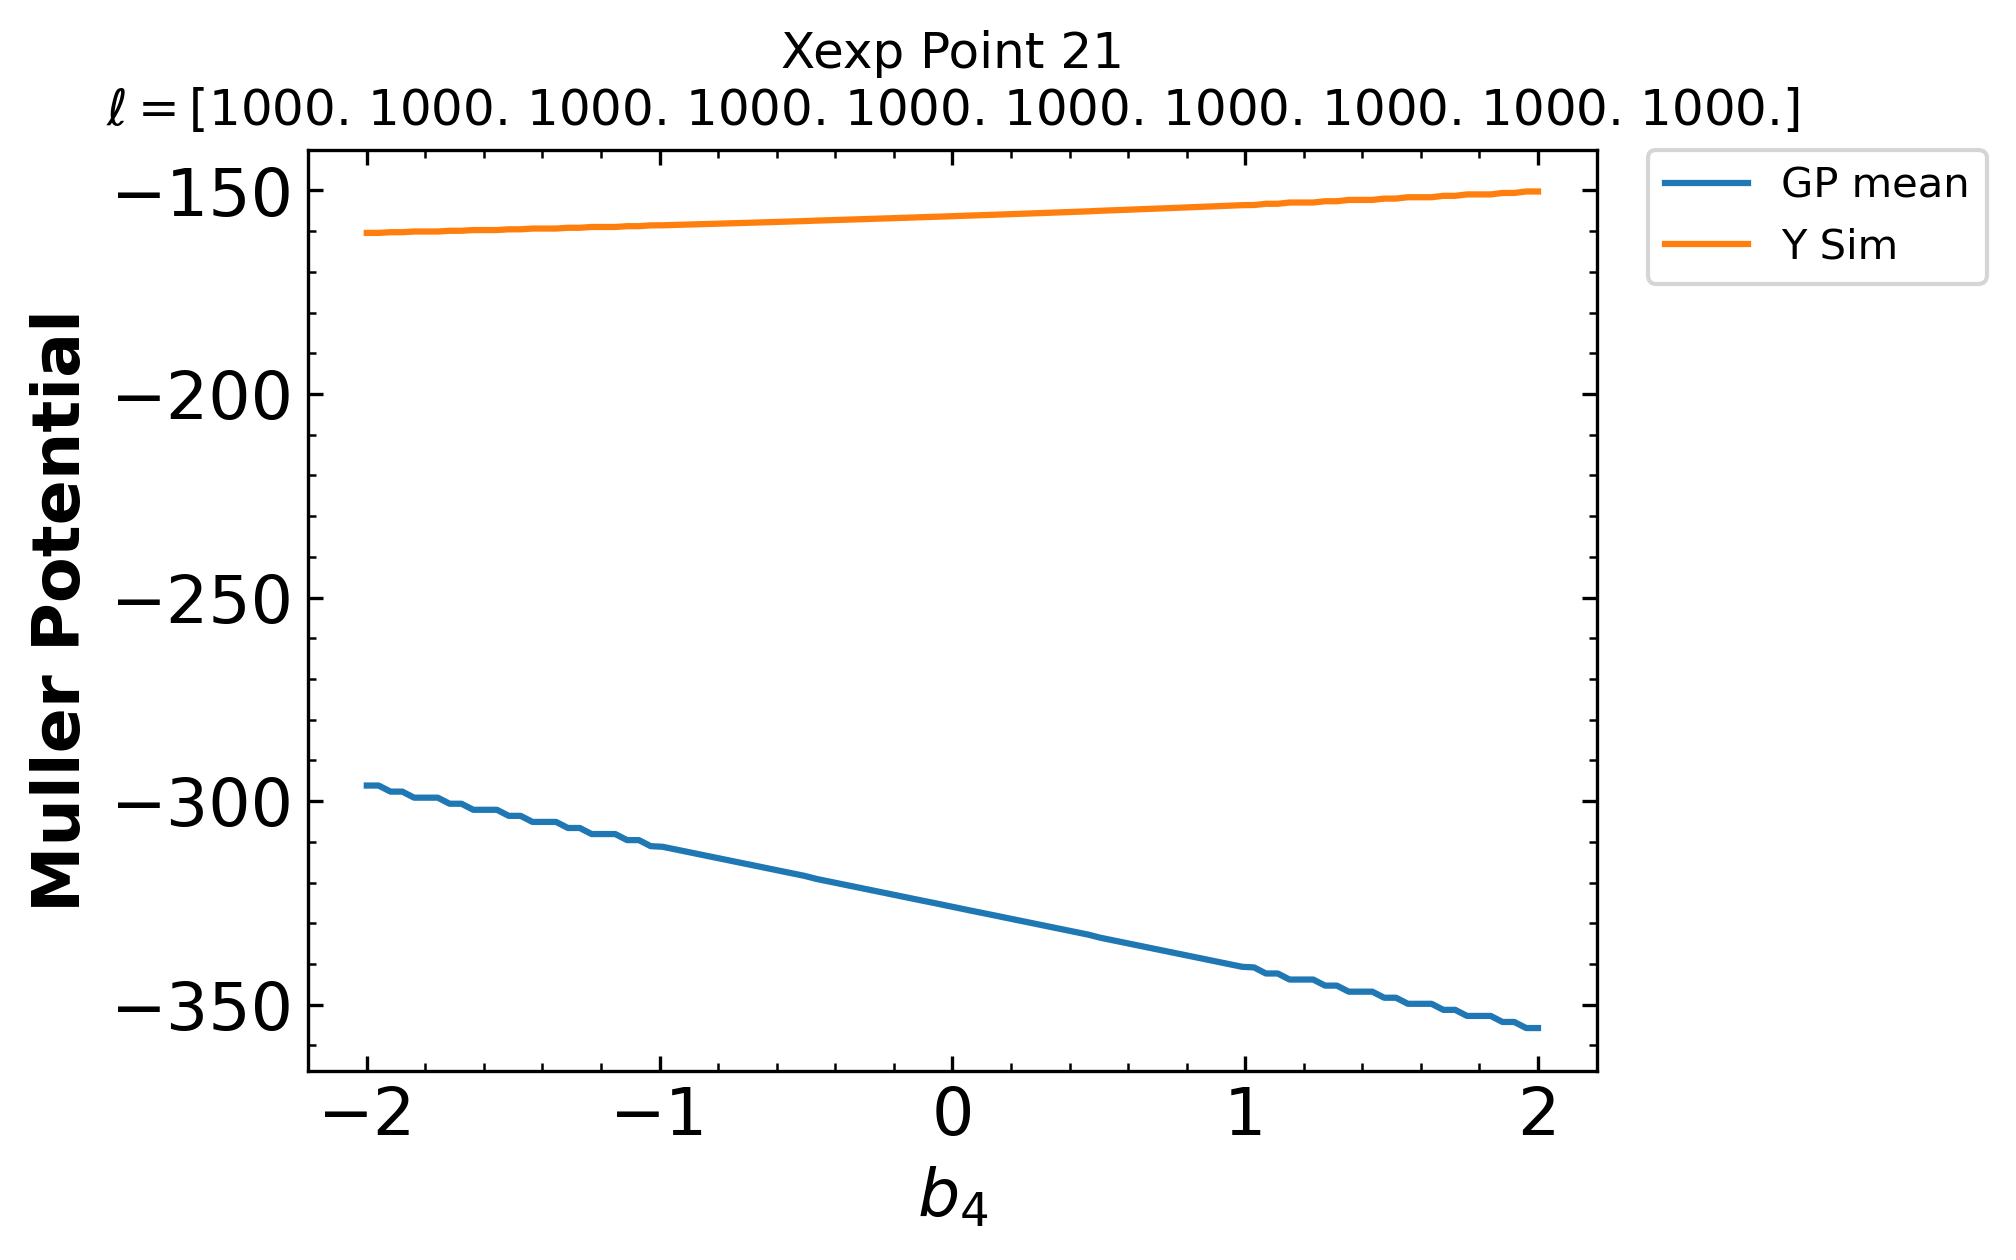 Xexp Point 21
ℓ = [1000. 1000. 1000. 1000. 1000. 1000. 1000. 1000. 1000. 1000.]
GP mean
Y Sim
Muller Potential
−150
−200
−250
−300
−350
−2 −1 0 1 2
b₄